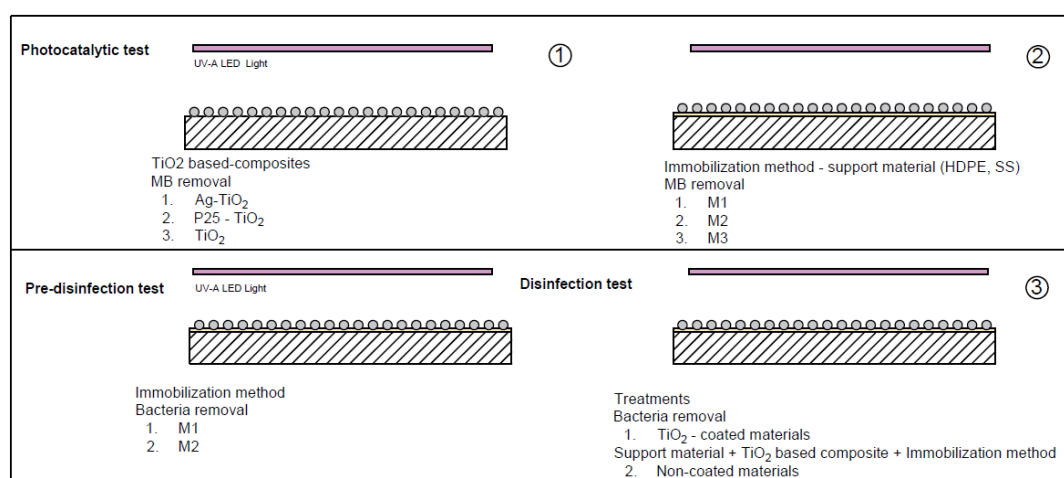 Photocatalytic test
UV-A LED Light
①
TiO2 based-composites
MB removal
1. Ag-TiO₂
2. P25 - TiO₂
3. TiO₂
②
Immobilization method - support material (HDPE, SS)
MB removal
1. M1
2. M2
3. M3
Pre-disinfection test
UV-A LED Light
Immobilization method
Bacteria removal
1. M1
2. M2
Disinfection test
③
Treatments
Bacteria removal
1. TiO₂ - coated materials
Support material + TiO₂ based composite + Immobilization method
2. Non-coated materials